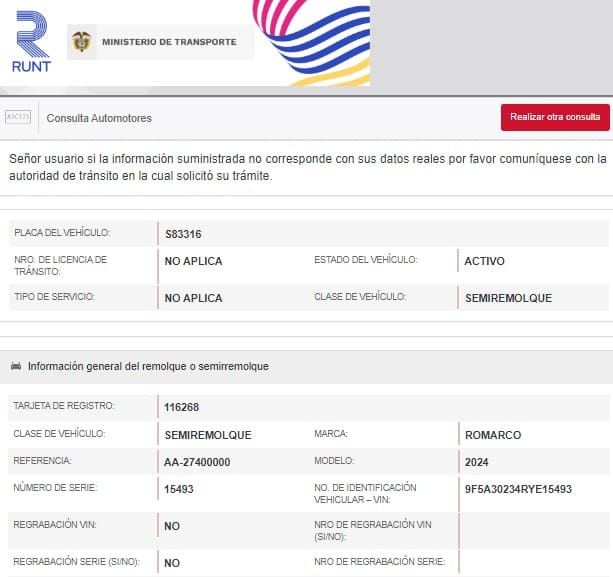 RUNT
MINISTERIO DE TRANSPORTE
ASC123
Consulta Automotores
Realizar otra consulta
Señor usuario si la información suministrada no corresponde con sus datos reales por favor comuníquese con la
autoridad de tránsito en la cual solicitó su trámite.
PLACA DEL VEHÍCULO: S83316
NRO. DE LICENCIA DE
TRÁNSITO: NO APLICA ESTADO DEL VEHÍCULO: ACTIVO
TIPO DE SERVICIO: NO APLICA CLASE DE VEHÍCULO: SEMIREMOLQUE
Información general del remolque o semirremolque
TARJETA DE REGISTRO: 116268
CLASE DE VEHÍCULO: SEMIREMOLQUE MARCA: ROMARCO
REFERENCIA: AA-27400000 MODELO: 2024
NÚMERO DE SERIE: 15493 NO. DE IDENTIFICACIÓN
VEHICULAR – VIN: 9F5A30234RYE15493
REGRABACIÓN VIN: NO NRO DE REGRABACIÓN VIN
(SI/NO):
REGRABACIÓN SERIE (SI/NO): NO NRO DE REGRABACIÓN SERIE: